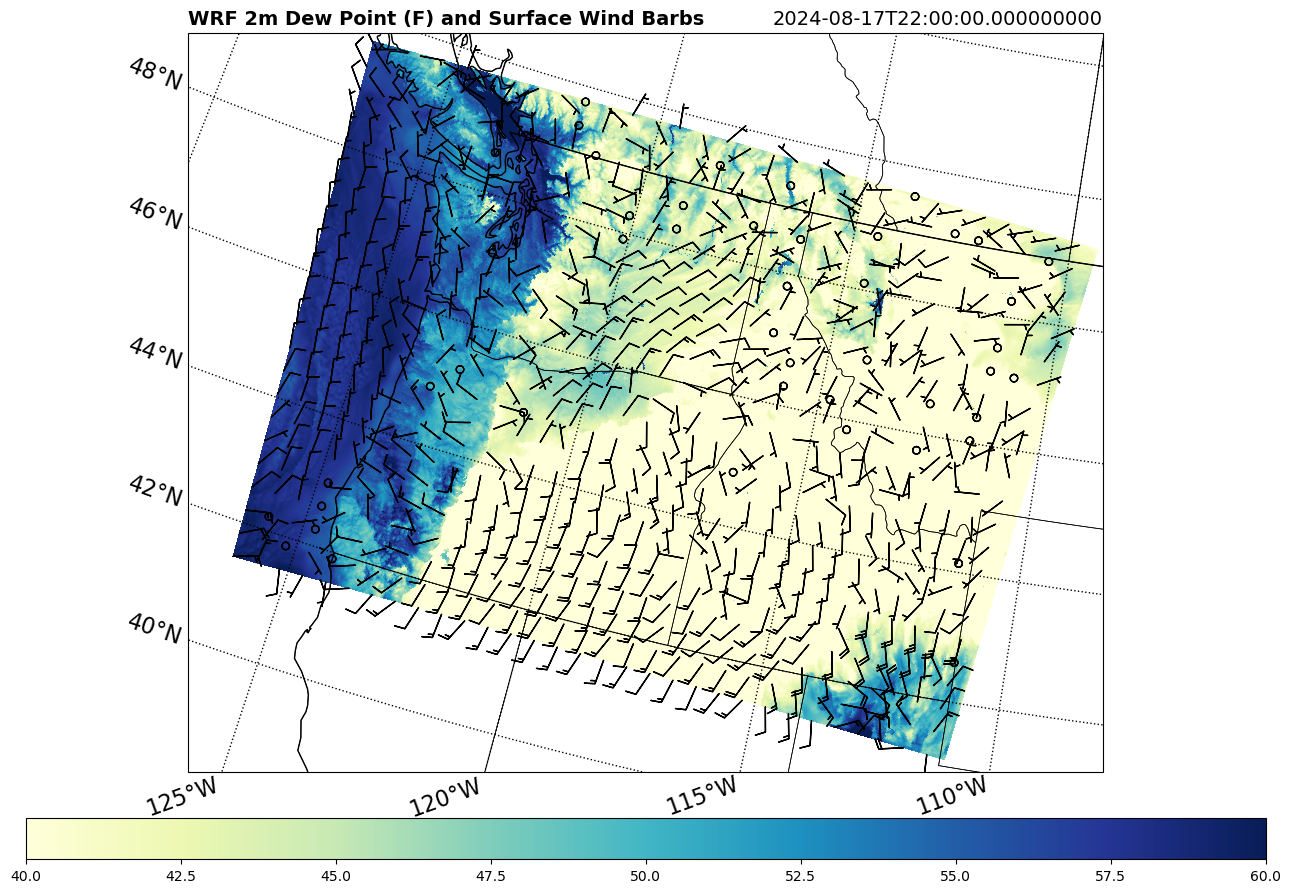 WRF 2m Dew Point (F) and Surface Wind Barbs
2024-08-17T22:00:00.000000000
48°N
46°N
44°N
42°N
40°N
125°W
120°W
115°W
110°W
40.0
42.5
45.0
47.5
50.0
52.5
55.0
57.5
60.0